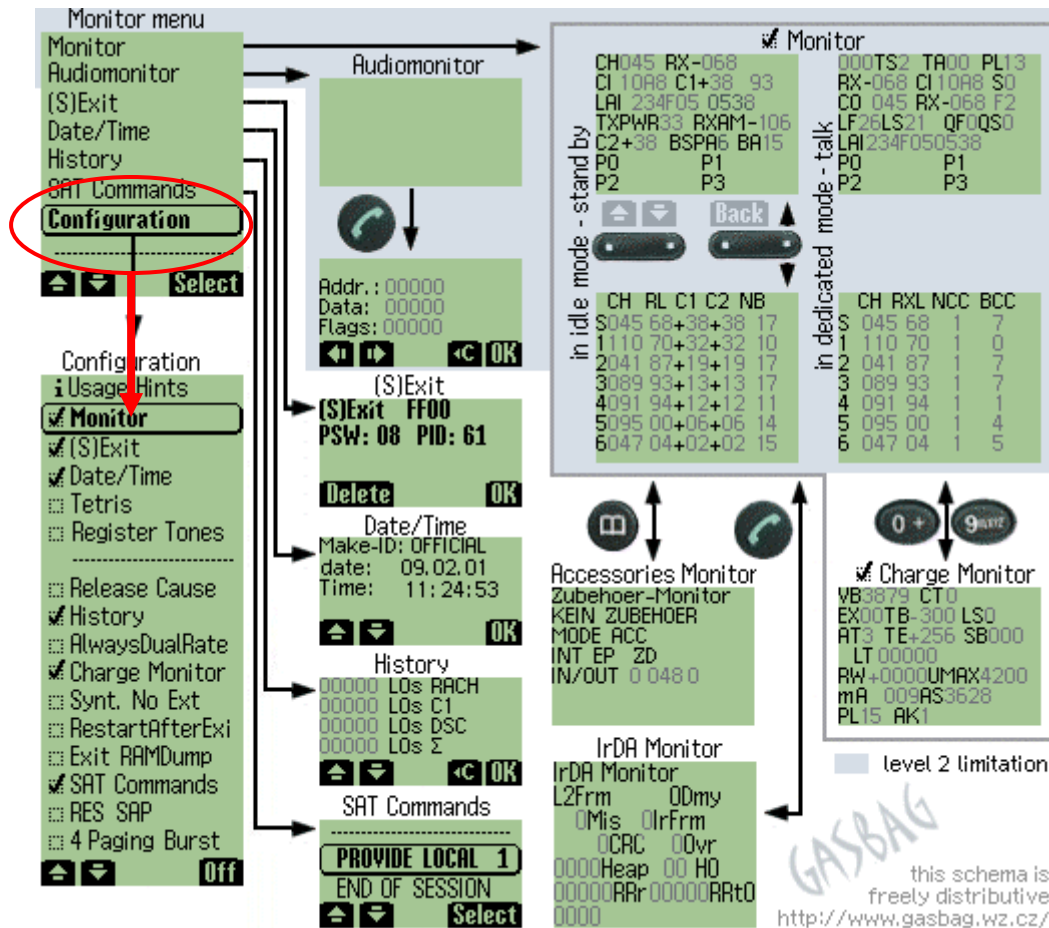 Monitor menu
Monitor
Audiomonitor
(S)Exit
Date/Time
History
SAT Commands
Configuration
Select
Configuration
i Usage Hints
Monitor
(S)Exit
Date/Time
Tetris
Register Tones
Release Cause
History
AlwaysDualRate
Charge Monitor
Synt. No Ext
RestartAfterExi
Exit RAMDump
SAT Commands
RES SAP
4 Paging Burst
Off
Audiomonitor
Addr.: 00000
Data: 00000
Flags: 00000
C OK
(S)Exit
(S)Exit FF00
PSW: 08 PID: 61
Delete OK
Date/Time
Make-ID: OFFICIAL
date: 09.02.01
Time: 11:24:53
OK
History
00000 LOs RACH
00000 LOs C1
00000 LOs DSC
00000 LOs Σ
C OK
SAT Commands
PROVIDE LOCAL 1
END OF SESSION
Select
Monitor
in idle mode - stand by
CH045 RX-068
CI 10A8 C1+38 93
LAI 234F05 0538
TXPWR33 RXAM-106
C2+38 BSPA6 BA15
P0 P1
P2 P3
Back
CH RL C1 C2 NB
S045 68+38+38 17
1110 70+32+32 10
2041 87+19+19 17
3089 93+13+13 17
4091 94+12+12 11
5095 00+06+06 14
6047 04+02+02 15
in dedicated mode - talk
000TS2 TA00 PL13
RX-068 CI10A8 S0
CO 045 RX-068 F2
LF26LS21 QF0QS0
LAI234F050538
P0 P1
P2 P3
CH RXL NCC BCC
S 045 68 1 7
1 110 70 1 0
2 041 87 1 7
3 089 93 1 7
4 091 94 1 1
5 095 00 1 4
6 047 04 1 5
Accessories Monitor
Zubehoer-Monitor
KEIN ZUBEHOER
MODE ACC
INT EP ZD
IN/OUT 0 048 0
IrDA Monitor
IrDA Monitor
L2Frm 0Dmy
0Mis 0IrFrm
0CRC 00vr
0000Heap 00 H0
00000RRr00000RRt0
0000
0 +
9 WXYZ
Charge Monitor
VB3879 CT0
EX00TB-300 LS0
AT3 TE+256 SB000
LT 00000
RW+0000UMAX4200
mA 009AS3628
PL15 AK1
level 2 limitation
GASBAG
this schema is
freely distributive
http://www.gasbag.wz.cz/